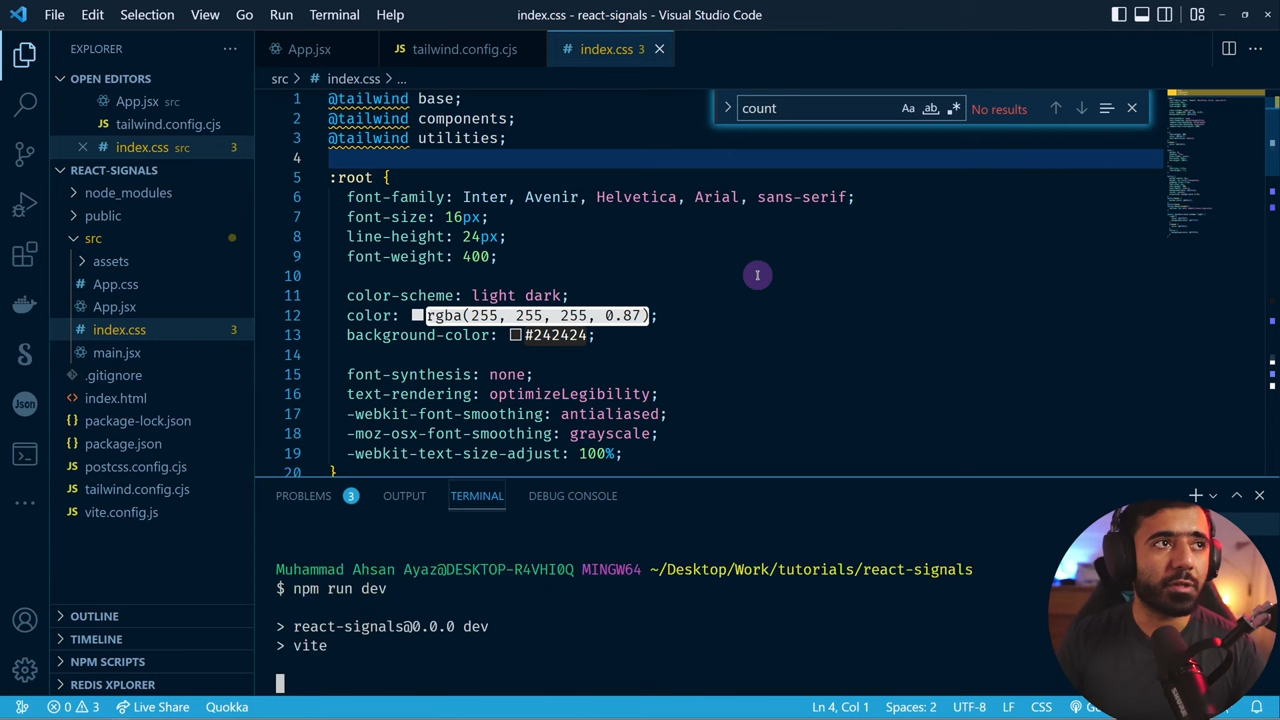 File Edit Selection View Go Run Terminal Help
index.css - react-signals - Visual Studio Code
EXPLORER
OPEN EDITORS
App.jsx src
tailwind.config.cjs
index.css src 3
REACT-SIGNALS
node_modules
public
src
assets
App.css
App.jsx
index.css 3
main.jsx
.gitignore
index.html
package-lock.json
package.json
postcss.config.cjs
tailwind.config.cjs
vite.config.js
OUTLINE
TIMELINE
NPM SCRIPTS
REDIS XPLORER
Json
App.jsx
tailwind.config.cjs
index.css 3
src > index.css > ...
count
Aa ab
No results
1 @tailwind base;
2 @tailwind components;
3 @tailwind utilities;
4
5 :root {
6 font-family: Inter, Avenir, Helvetica, Arial, sans-serif;
7 font-size: 16px;
8 line-height: 24px;
9 font-weight: 400;
10
11 color-scheme: light dark;
12 color: rgba(255, 255, 255, 0.87);
13 background-color: #242424;
14
15 font-synthesis: none;
16 text-rendering: optimizeLegibility;
17 -webkit-font-smoothing: antialiased;
18 -moz-osx-font-smoothing: grayscale;
19 -webkit-text-size-adjust: 100%;
20 }
PROBLEMS 3 OUTPUT TERMINAL DEBUG CONSOLE
Muhammad Ahsan Ayaz@DESKTOP-R4VHI0Q MINGW64 ~/Desktop/Work/tutorials/react-signals
$ npm run dev
> react-signals@0.0.0 dev
> vite
0 3 Live Share Quokka
Ln 4, Col 1 Spaces: 2 UTF-8 LF CSS